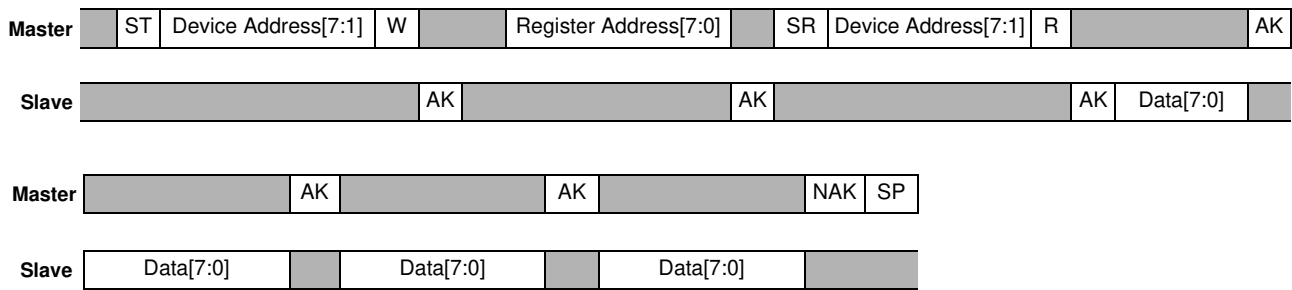 Master ST Device Address[7:1] W Register Address[7:0] SR Device Address[7:1] R AK
Slave AK AK AK Data[7:0]
Master AK AK NAK SP
Slave Data[7:0] Data[7:0] Data[7:0]